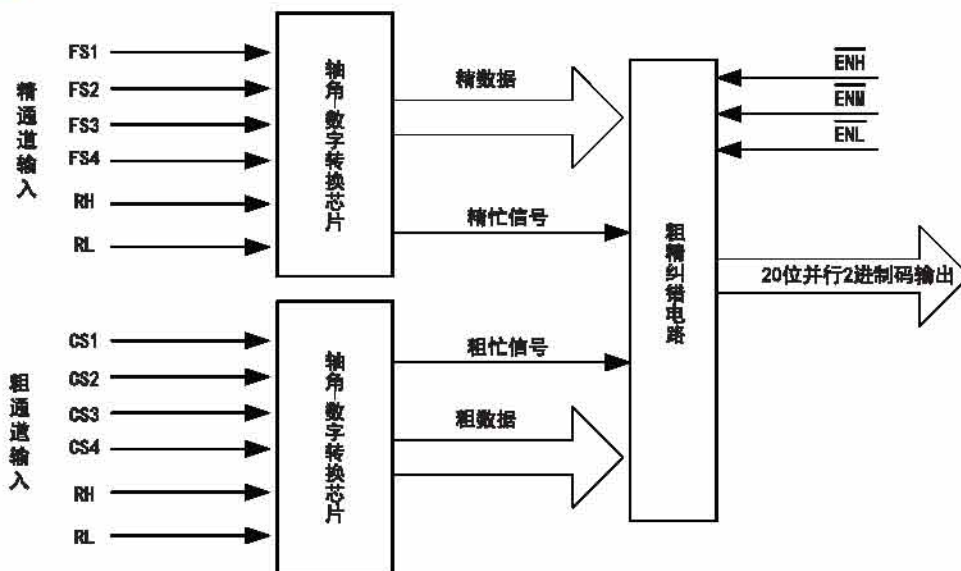 精通道输入
FS1
FS2
FS3
FS4
RH
RL
轴角-数字转换芯片
精数据
精忙信号
粗通道输入
CS1
CS2
CS3
CS4
RH
RL
轴角-数字转换芯片
粗忙信号
粗数据
粗精纠错电路
ENH
ENM
ENL
20位并行2进制码输出